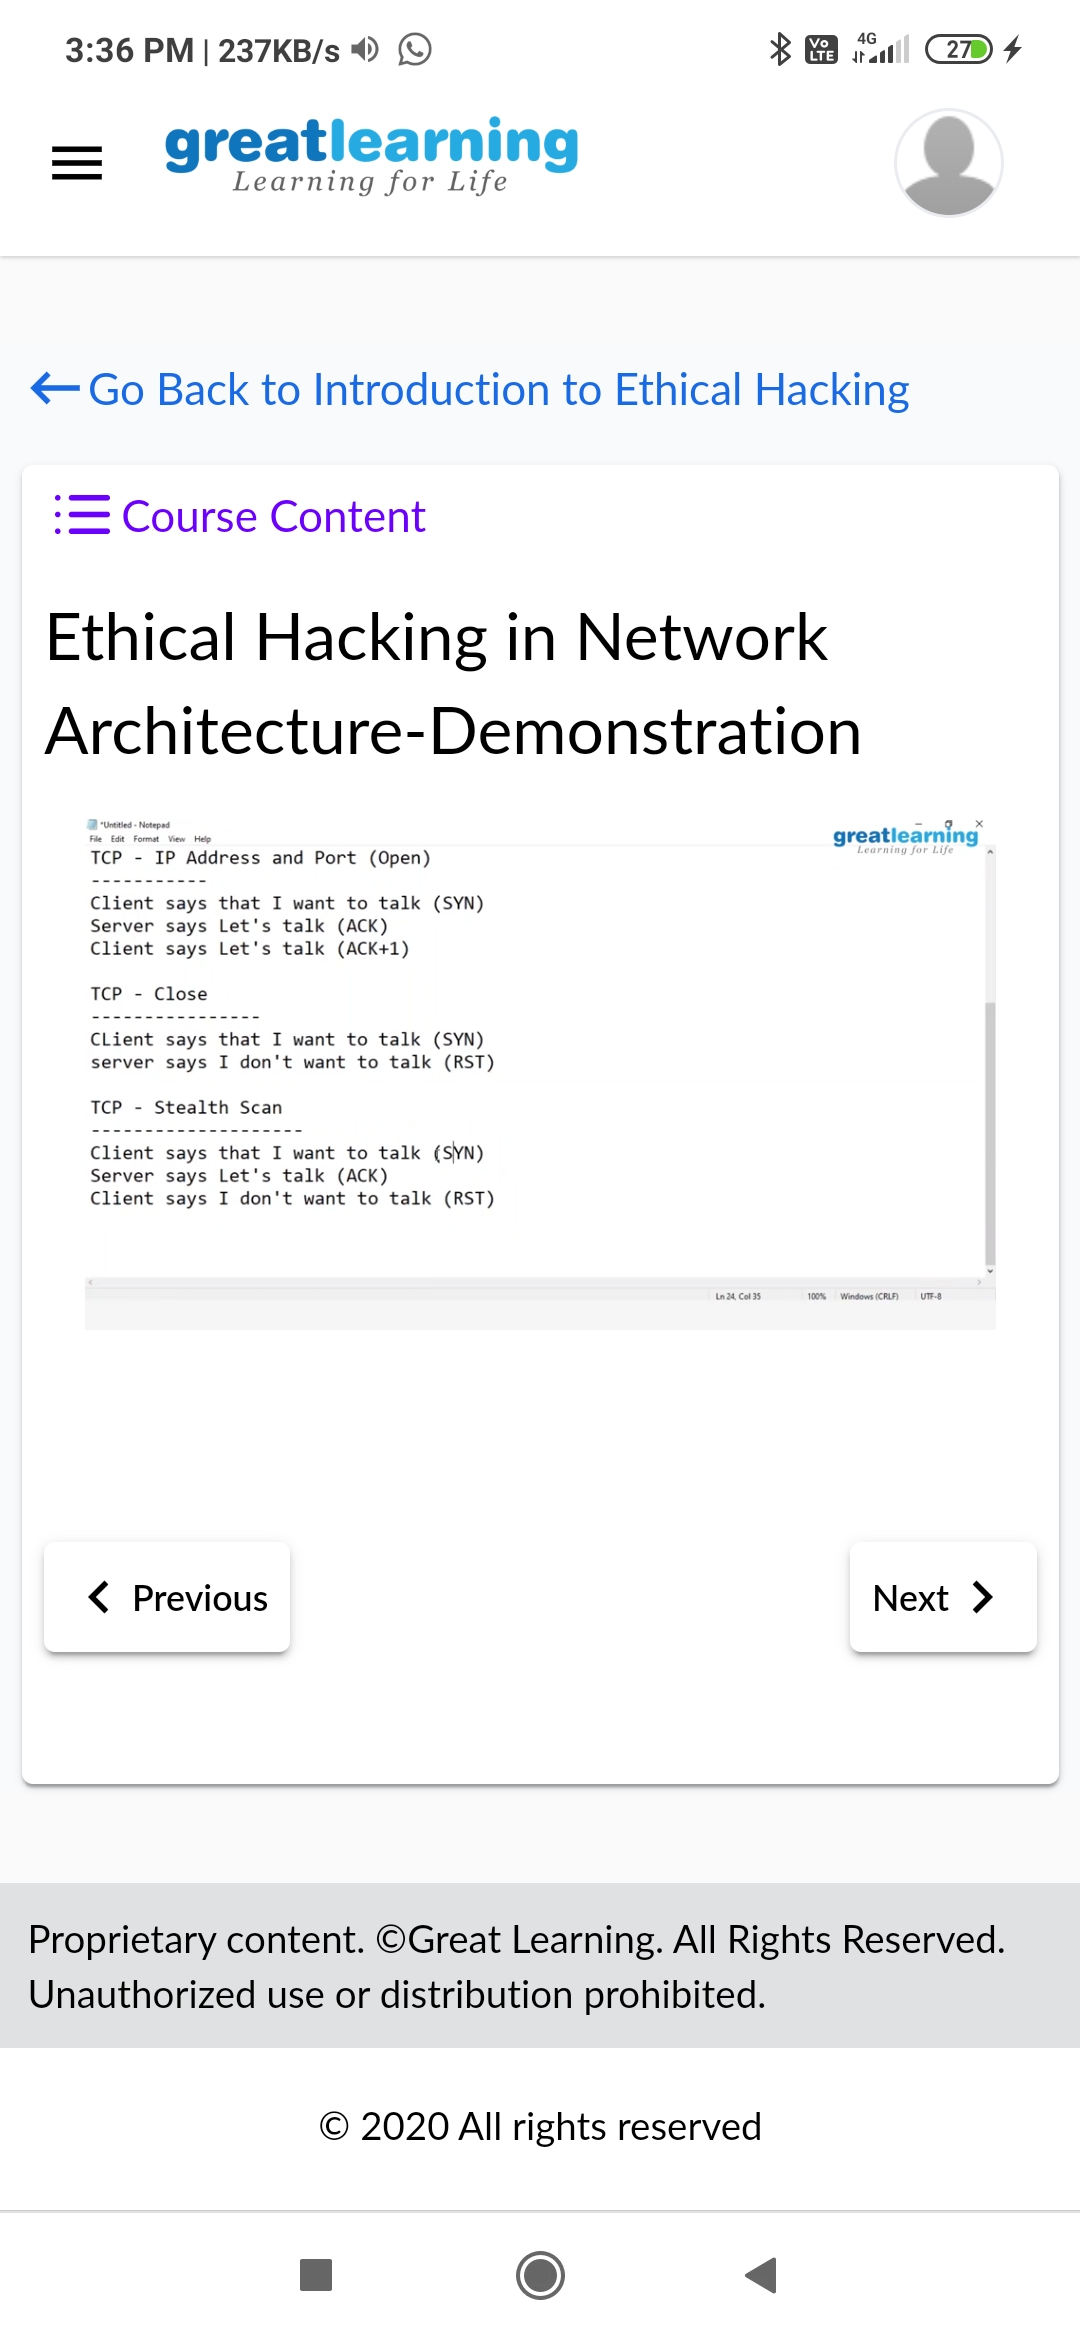 3:36 PM | 237KB/s
Vo LTE 4G 27
greatlearning
Learning for Life
Go Back to Introduction to Ethical Hacking
Course Content
Ethical Hacking in Network
Architecture-Demonstration
*Untitled - Notepad
File Edit Format View Help
greatlearning
Learning for Life
TCP - IP Address and Port (Open)
-----------
Client says that I want to talk (SYN)
Server says Let's talk (ACK)
Client says Let's talk (ACK+1)
TCP - Close
----------------
CLient says that I want to talk (SYN)
server says I don't want to talk (RST)
TCP - Stealth Scan
--------------------
Client says that I want to talk (SYN)
Server says Let's talk (ACK)
Client says I don't want to talk (RST)
Ln 24, Col 35 100% Windows (CRLF) UTF-8
Previous
Next
Proprietary content. ©Great Learning. All Rights Reserved.
Unauthorized use or distribution prohibited.
© 2020 All rights reserved